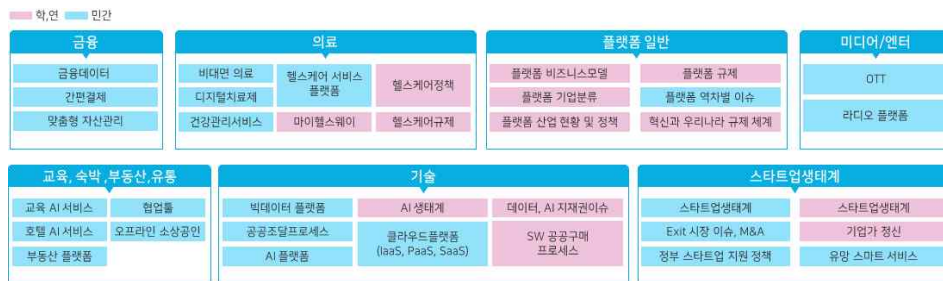 학,연 민간
금융
금융데이터
간편결제
맞춤형 자산관리
의료
비대면 의료
디지털치료제
건강관리서비스
헬스케어 서비스
플랫폼
마이헬스웨이
헬스케어정책
헬스케어규제
플랫폼 일반
플랫폼 비즈니스모델
플랫폼 기업분류
플랫폼 산업 현황 및 정책
플랫폼 규제
플랫폼 역차별 이슈
혁신과 우리나라 규제 체계
미디어/엔터
OTT
라디오 플랫폼
교육, 숙박 ,부동산,유통
교육 AI 서비스
호텔 AI 서비스
부동산 플랫폼
협업툴
오프라인 소상공인
기술
빅데이터 플랫폼
공공조달프로세스
AI 플랫폼
AI 생태계
클라우드플랫폼
(IaaS, PaaS, SaaS)
데이터, AI 지재권이슈
SW 공공구매
프로세스
스타트업생태계
스타트업생태계
Exit 시장 이슈, M&A
정부 스타트업 지원 정책
스타트업생태계
기업가 정신
유망 스마트 서비스